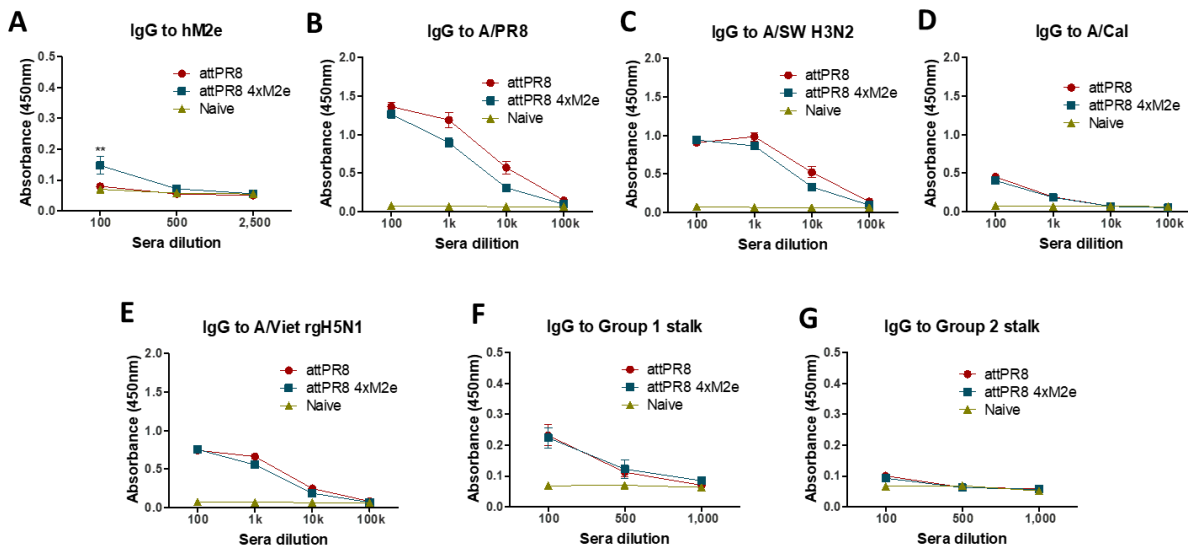 A
IgG to hM2e
Absorbance (450nm)
0.5
0.4
0.3
0.2
0.1
0.0
**
attPR8
attPR8 4xM2e
Naive
100
500
2,500
Sera dilution
B
IgG to A/PR8
Absorbance (450nm)
2.0
1.5
1.0
0.5
0.0
attPR8
attPR8 4xM2e
Naive
100
1k
10k
100k
Sera dilution
C
IgG to A/SW H3N2
Absorbance (450nm)
2.0
1.5
1.0
0.5
0.0
attPR8
attPR8 4xM2e
Naive
100
1k
10k
100k
Sera dilution
D
IgG to A/Cal
Absorbance (450nm)
2.0
1.5
1.0
0.5
0.0
attPR8
attPR8 4xM2e
Naive
100
1k
10k
100k
Sera dilition
E
IgG to A/Viet rgH5N1
Absorbance (450nm)
2.0
1.5
1.0
0.5
0.0
attPR8
attPR8 4xM2e
Naive
100
1k
10k
100k
Sera dilution
F
IgG to Group 1 stalk
Absorbance (450nm)
0.5
0.4
0.3
0.2
0.1
0.0
attPR8
attPR8 4xM2e
Naive
100
500
1,000
Sera dilution
G
IgG to Group 2 stalk
Absorbance (450nm)
0.5
0.4
0.3
0.2
0.1
0.0
attPR8
attPR8 4xM2e
Naive
100
500
1,000
Sera dilution